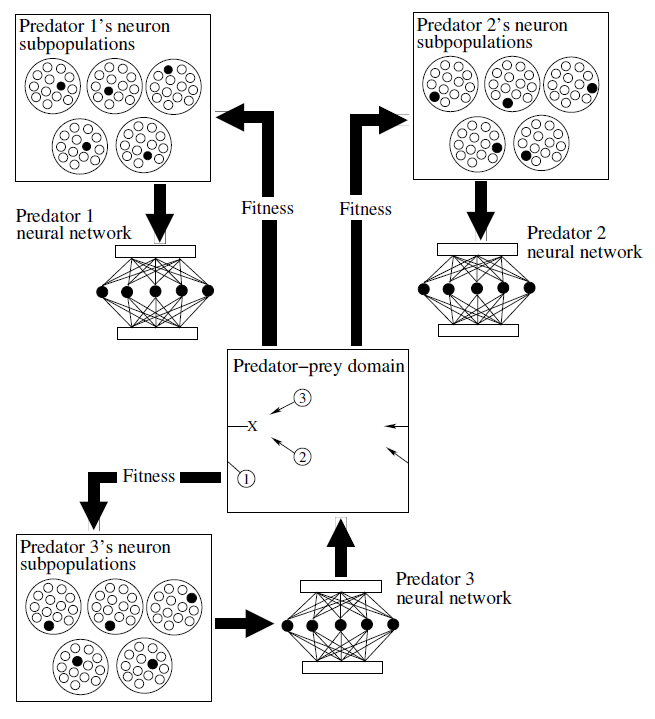 Predator 1's neuron
subpopulations
Predator 2's neuron
subpopulations
Fitness
Fitness
Predator 1
neural network
Predator 2
neural network
Predator–prey domain
3
X
2
1
Fitness
Predator 3's neuron
subpopulations
Predator 3
neural network